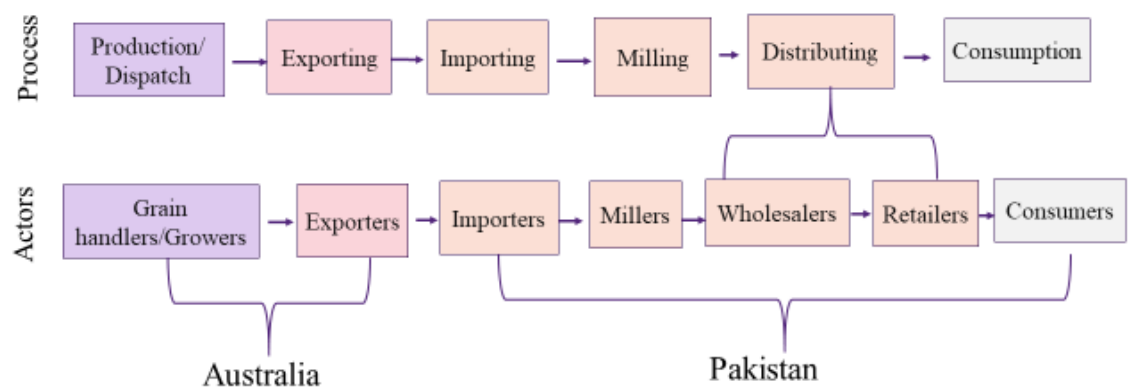 Process
Production/
Dispatch
Exporting
Importing
Milling
Distributing
Consumption
Actors
Grain
handlers/Growers
Exporters
Importers
Millers
Wholesalers
Retailers
Consumers
Australia
Pakistan